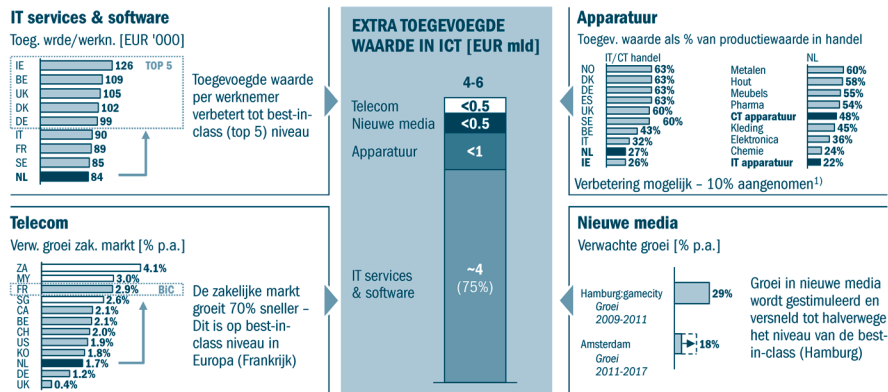 IT services & software
Toeg. wrde/werkn. [EUR '000]
IE 126 TOP 5
BE 109
UK 105
DK 102
DE 99
IT 90
FR 89
SE 85
NL 84
Toegevoegde waarde
per werknemer
verbetert tot best-in-
class (top 5) niveau
Telecom
Verw. groei zak. markt [% p.a.]
ZA 4.1%
MY 3.0%
FR 2.9% BiC
SG 2.6%
CA 2.1%
BE 2.1%
CH 2.0%
US 1.9%
KO 1.8%
NL 1.7%
DE 1.2%
UK 0.4%
De zakelijke markt
groeit 70% sneller –
Dit is op best-in-
class niveau in
Europa (Frankrijk)
EXTRA TOEGEVOEGDE
WAARDE IN ICT [EUR mld]
4-6
Telecom <0.5
Nieuwe media <0.5
Apparatuur <1
IT services
& software
~4
(75%)
Apparatuur
Toegev. waarde als % van productiewaarde in handel
IT/CT handel
NO 63%
DK 63%
DE 63%
ES 63%
UK 60%
SE 60%
BE 43%
IT 32%
NL 27%
IE 26%
NL
Metalen 60%
Hout 58%
Meubels 55%
Pharma 54%
CT apparatuur 48%
Kleding 45%
Elektronica 36%
Chemie 24%
IT apparatuur 22%
Verbetering mogelijk – 10% aangenomen1)
Nieuwe media
Verwachte groei [% p.a.]
Hamburg:gamecity 29%
Groei
2009-2011
Amsterdam 18%
Groei
2011-2017
Groei in nieuwe media
wordt gestimuleerd en
versneld tot halverwege
het niveau van de best-
in-class (Hamburg)